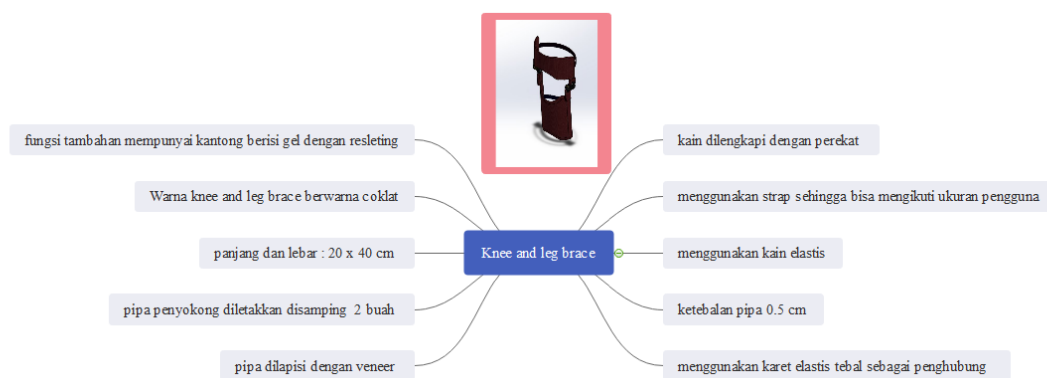 fungsi tambahan mempunyai kantong berisi gel dengan resleting
Warna knee and leg brace berwarna coklat
panjang dan lebar : 20 x 40 cm
pipa penyokong diletakkan disamping 2 buah
pipa dilapisi dengan veneer
Knee and leg brace
kain dilengkapi dengan perekat
menggunakan strap sehingga bisa mengikuti ukuran pengguna
menggunakan kain elastis
ketebalan pipa 0.5 cm
menggunakan karet elastis tebal sebagai penghubung